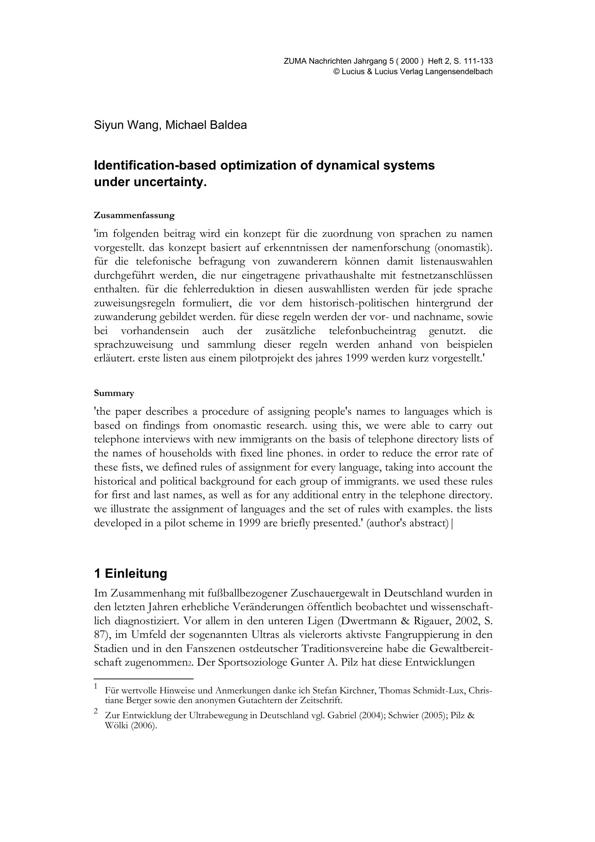 ZUMA Nachrichten Jahrgang 5 ( 2000 ) Heft 2, S. 111-133
© Lucius & Lucius Verlag Langensendelbach
Siyun Wang, Michael Baldea
Identification-based optimization of dynamical systems
under uncertainty.
Zusammenfassung
'im folgenden beitrag wird ein konzept für die zuordnung von sprachen zu namen
vorgestellt. das konzept basiert auf erkenntnissen der namenforschung (onomastik).
für die telefonische befragung von zuwanderern können damit listenauswahlen
durchgeführt werden, die nur eingetragene privathaushalte mit festnetzanschlüssen
enthalten. für die fehlerreduktion in diesen auswahllisten werden für jede sprache
zuweisungsregeln formuliert, die vor dem historisch-politischen hintergrund der
zuwanderung gebildet werden. für diese regeln werden der vor- und nachname, sowie
bei vorhandensein auch der zusätzliche telefonbucheintrag genutzt. die
sprachzuweisung und sammlung dieser regeln werden anhand von beispielen
erläutert. erste listen aus einem pilotprojekt des jahres 1999 werden kurz vorgestellt.'
Summary
'the paper describes a procedure of assigning people's names to languages which is
based on findings from onomastic research. using this, we were able to carry out
telephone interviews with new immigrants on the basis of telephone directory lists of
the names of households with fixed line phones. in order to reduce the error rate of
these fists, we defined rules of assignment for every language, taking into account the
historical and political background for each group of immigrants. we used these rules
for first and last names, as well as for any additional entry in the telephone directory.
we illustrate the assignment of languages and the set of rules with examples. the lists
developed in a pilot scheme in 1999 are briefly presented.' (author's abstract)|
1 Einleitung
Im Zusammenhang mit fußballbezogener Zuschauergewalt in Deutschland wurden in
den letzten Jahren erhebliche Veränderungen öffentlich beobachtet und wissenschaft-
lich diagnostiziert. Vor allem in den unteren Ligen (Dwertmann & Rigauer, 2002, S.
87), im Umfeld der sogenannten Ultras als vielerorts aktivste Fangruppierung in den
Stadien und in den Fanszenen ostdeutscher Traditionsvereine habe die Gewaltbereit-
schaft zugenommen2. Der Sportsoziologe Gunter A. Pilz hat diese Entwicklungen
1 Für wertvolle Hinweise und Anmerkungen danke ich Stefan Kirchner, Thomas Schmidt-Lux, Chris-
tiane Berger sowie den anonymen Gutachtern der Zeitschrift.
2 Zur Entwicklung der Ultrabewegung in Deutschland vgl. Gabriel (2004); Schwier (2005); Pilz &
Wölki (2006).